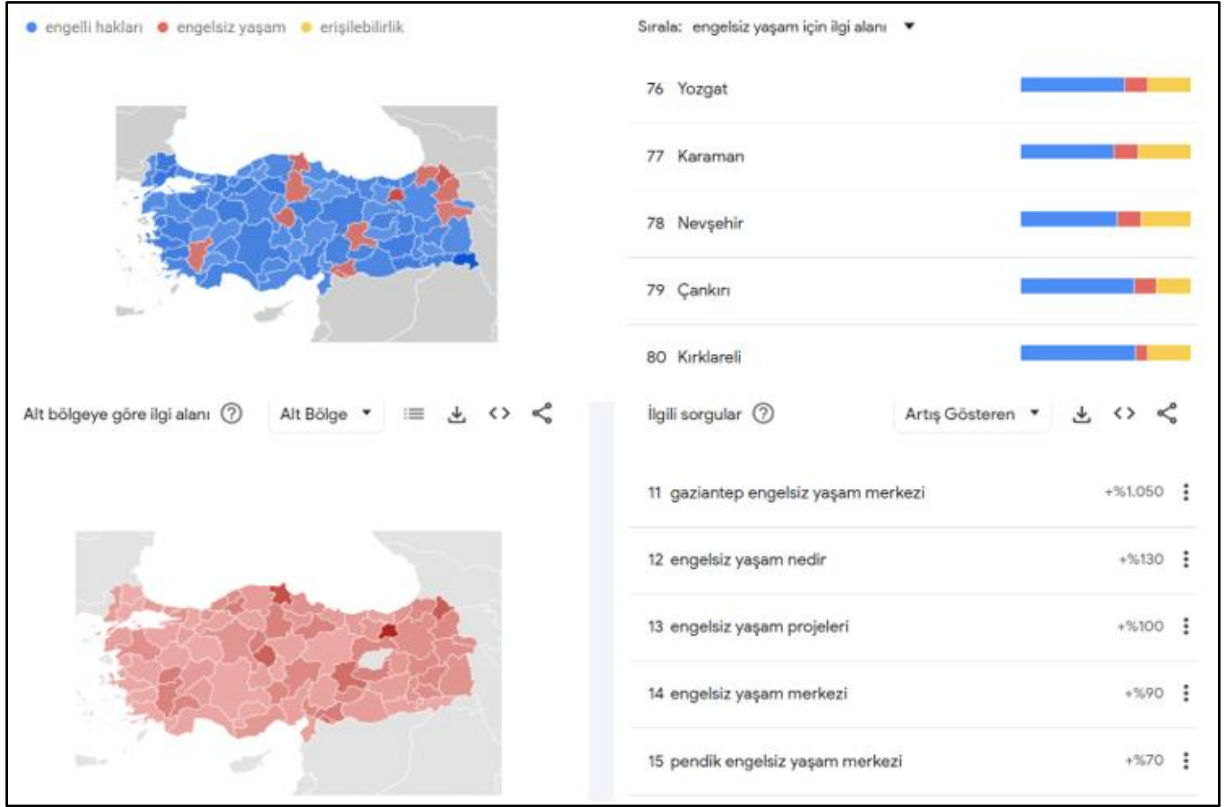 engelli hakları engelsiz yaşam erişilebilirlik
Sırala: engelsiz yaşam için ilgi alanı
76 Yozgat
77 Karaman
78 Nevşehir
79 Çankırı
80 Kırklareli
Alt bölgeye göre ilgi alanı ? Alt Bölge
İlgili sorgular ? Artış Gösteren
11 gaziantep engelsiz yaşam merkezi +%1.050
12 engelsiz yaşam nedir +%130
13 engelsiz yaşam projeleri +%100
14 engelsiz yaşam merkezi +%90
15 pendik engelsiz yaşam merkezi +%70